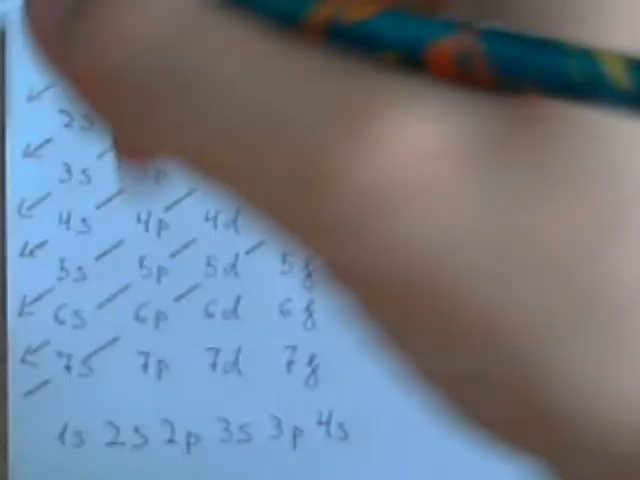 2s
3s 3p
4s 4p 4d
5s 5p 5d 5f
6s 6p 6d 6f
7s 7p 7d 7f
1s 2s 2p 3s 3p 4s